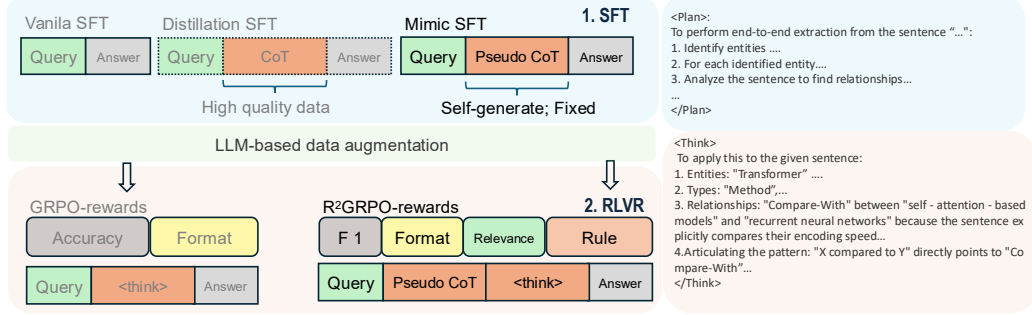 Vanila SFT
Query
Answer
Distillation SFT
Query
CoT
Answer
High quality data
1. SFT
Mimic SFT
Query
Pseudo CoT
Answer
Self-generate; Fixed
LLM-based data augmentation
GRPO-rewards
Accuracy
Format
Query
<think>
Answer
2. RLVR
R²GRPO-rewards
F 1
Format
Relevance
Rule
Query
Pseudo CoT
<think>
Answer
<Plan>:
To perform end-to-end extraction from the sentence “...":
1. Identify entities ....
2. For each identified entity....
3. Analyze the sentence to find relationships...
...
</Plan>
<Think>
To apply this to the given sentence:
1. Entities: "Transformer” ....
2. Types: "Method”,...
3. Relationships: "Compare-With" between "self - attention - based
models" and "recurrent neural networks" because the sentence ex
plicitly compares their encoding speed...
4.Articulating the pattern: "X compared to Y" directly points to "Co
mpare-With”...
</Think>